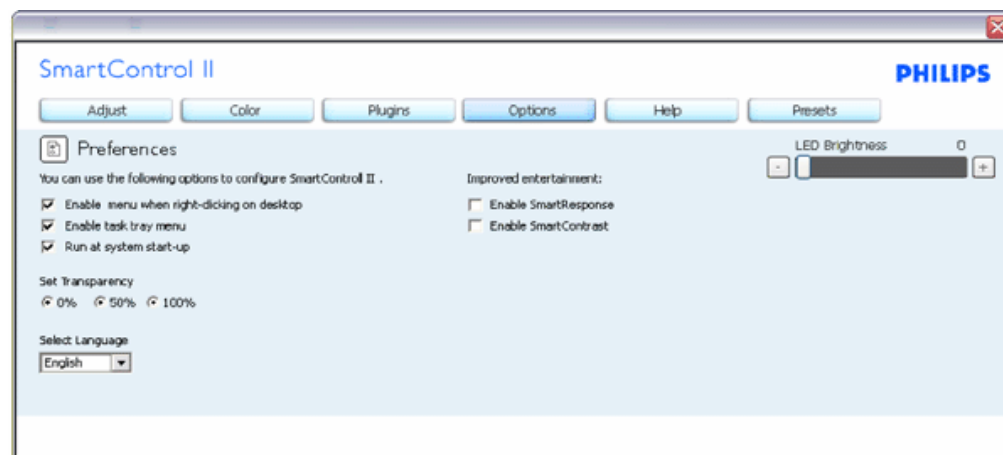 SmartControl II
PHILIPS
Adjust Color Plugins Options Help Presets
Preferences
LED Brightness 0
- +
You can use the following options to configure SmartControl II .
Enable menu when right-clicking on desktop
Enable task tray menu
Run at system start-up
Improved entertainment:
Enable SmartResponse
Enable SmartContrast
Set Transparency
0% 50% 100%
Select Language
English